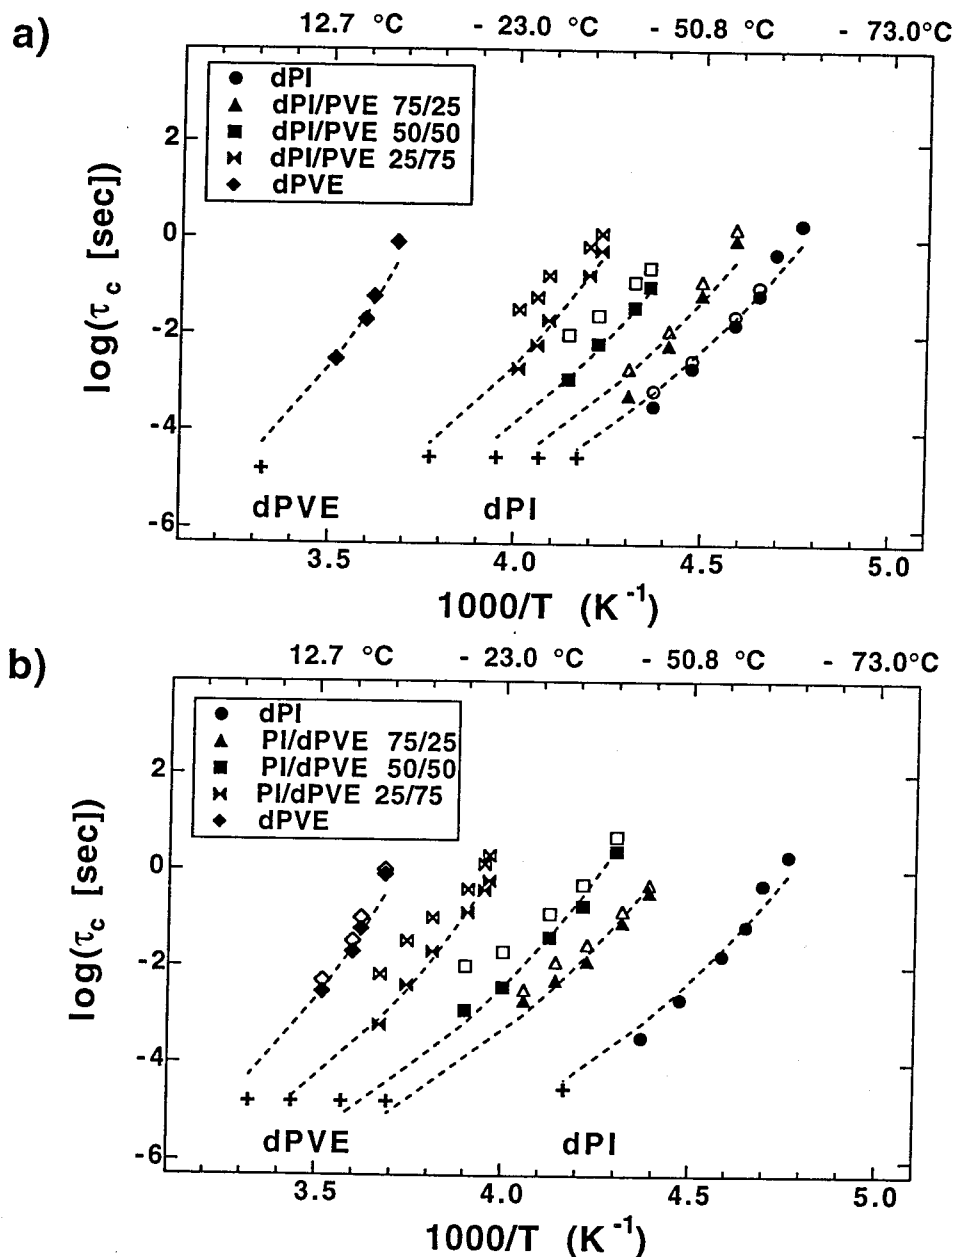 a)
12.7 °C - 23.0 °C - 50.8 °C - 73.0°C
dPI
dPI/PVE 75/25
dPI/PVE 50/50
dPI/PVE 25/75
dPVE
log(τc [sec])
2
0
-2
-4
-6
dPVE dPI
3.5 4.0 4.5 5.0
1000/T (K-1)
b)
12.7 °C - 23.0 °C - 50.8 °C - 73.0°C
dPI
PI/dPVE 75/25
PI/dPVE 50/50
PI/dPVE 25/75
dPVE
log(τc [sec])
2
0
-2
-4
-6
dPVE dPI
3.5 4.0 4.5 5.0
1000/T (K-1)